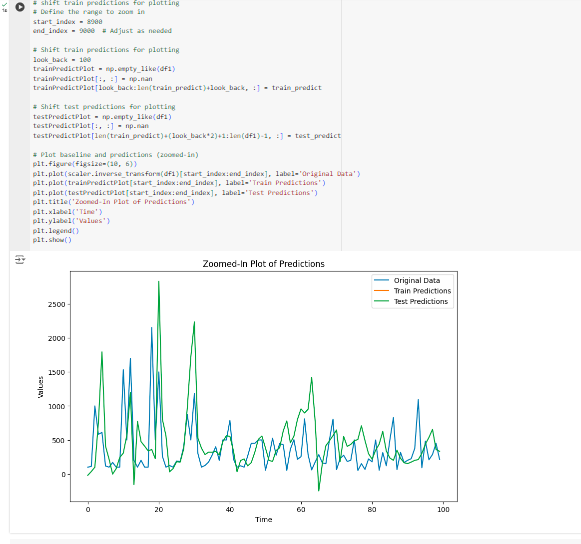 # shift train predictions for plotting
# Define the range to zoom in
start_index = 8900
end_index = 9000  # Adjust as needed
# Shift train predictions for plotting
look_back = 100
trainPredictPlot = np.empty_like(df1)
trainPredictPlot[:, :] = np.nan
trainPredictPlot[look_back:len(train_predict)+look_back, :] = train_predict
# Shift test predictions for plotting
testPredictPlot = np.empty_like(df1)
testPredictPlot[:, :] = np.nan
testPredictPlot[len(train_predict)+(look_back*2)+1:len(df1)-1, :] = test_predict
# Plot baseline and predictions (zoomed-in)
plt.figure(figsize=(10, 6))
plt.plot(scaler.inverse_transform(df1)[start_index:end_index], label='Original Data')
plt.plot(trainPredictPlot[start_index:end_index], label='Train Predictions')
plt.plot(testPredictPlot[start_index:end_index], label='Test Predictions')
plt.title('Zoomed-In Plot of Predictions')
plt.xlabel('Time')
plt.ylabel('Values')
plt.legend()
plt.show()
Zoomed-In Plot of Predictions
Original Data
Train Predictions
Test Predictions
2500
2000
1500
1000
500
0
Values
0 20 40 60 80 100
Time